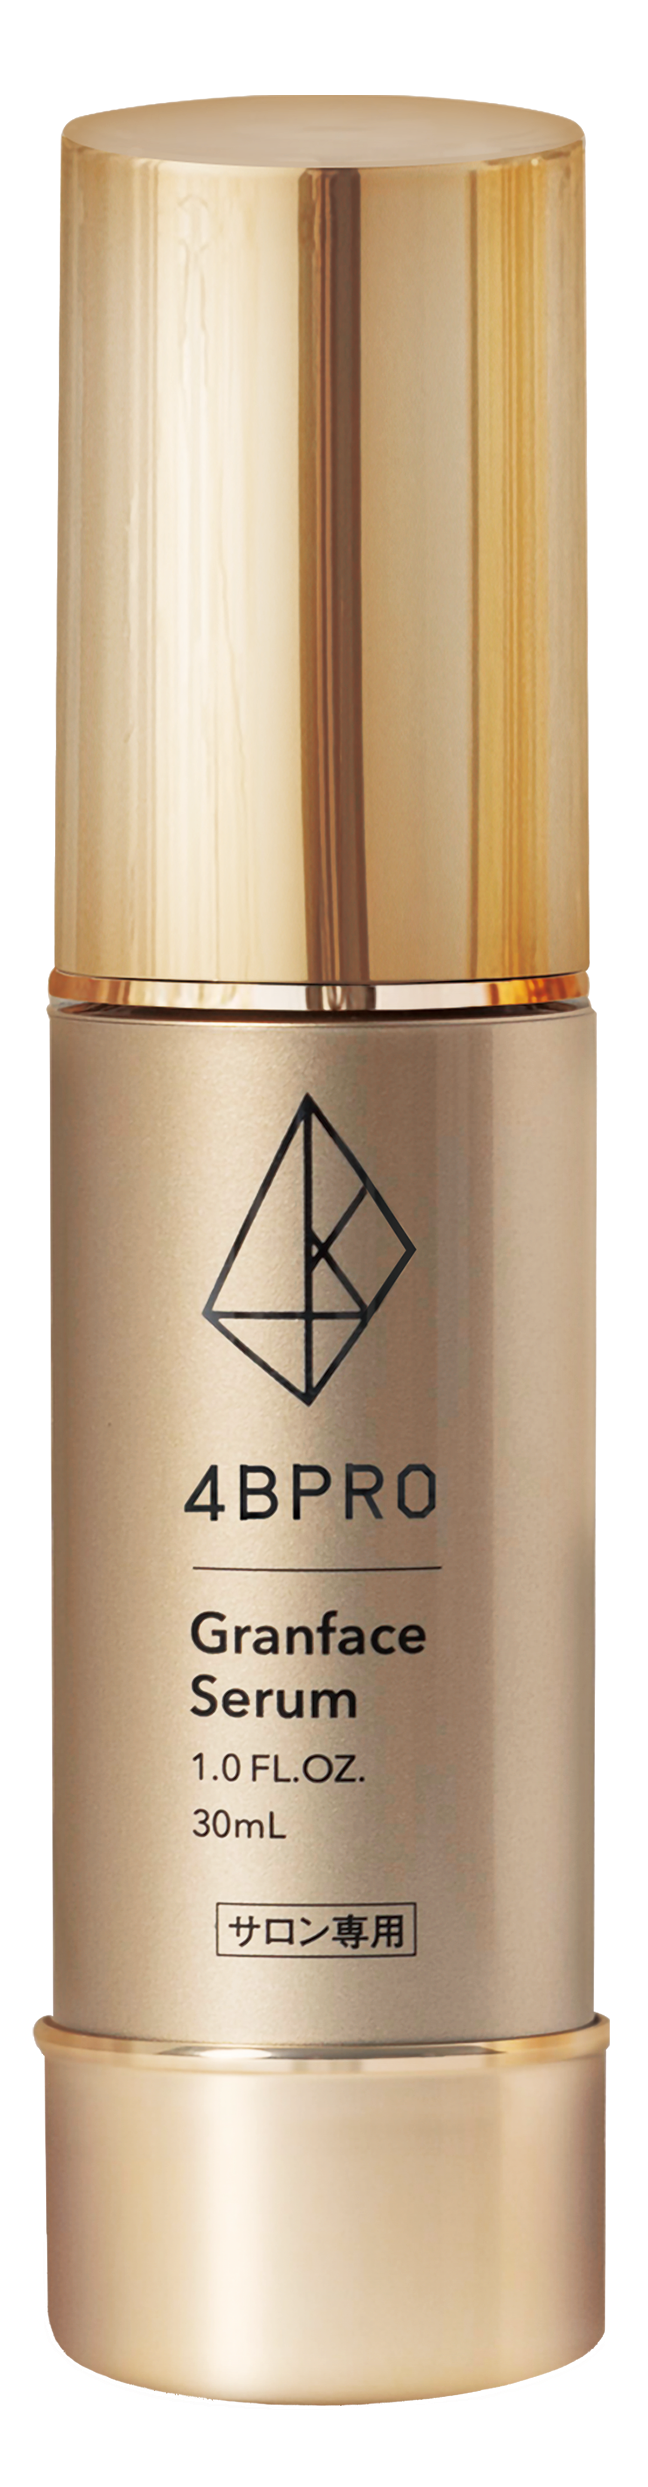 4BPRO
Granface
Serum
1.0 FL.OZ.
30mL
サロン専用